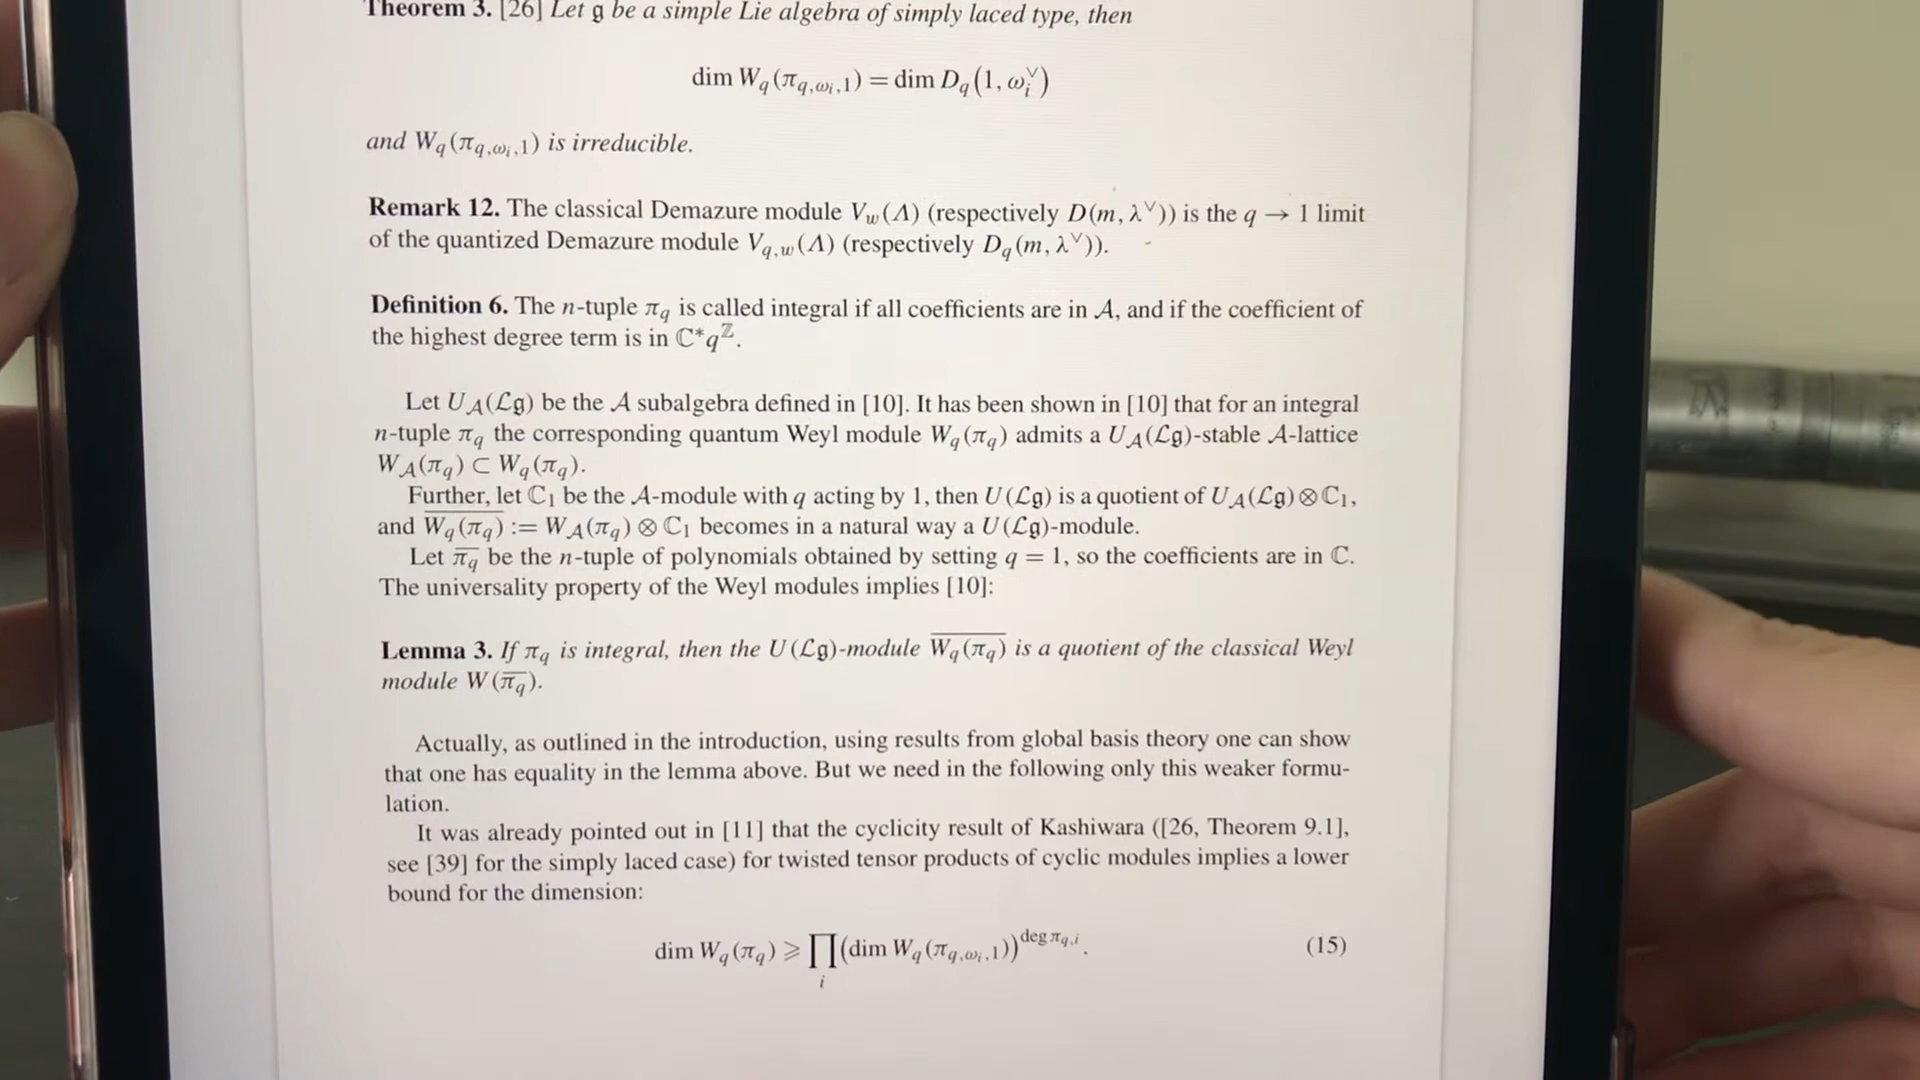 Theorem 3. [26] Let 𝔤 be a simple Lie algebra of simply laced type, then
dim W_q(π_{q,ω_i,1}) = dim D_q(1, ω_i^∨)
and W_q(π_{q,ω_i,1}) is irreducible.
Remark 12. The classical Demazure module V_w(Λ) (respectively D(m, λ^∨)) is the q → 1 limit
of the quantized Demazure module V_{q,w}(Λ) (respectively D_q(m, λ^∨)).
Definition 6. The n-tuple π_q is called integral if all coefficients are in 𝒜, and if the coefficient of
the highest degree term is in ℂ*q^ℤ.
Let U_𝒜(ℒ𝔤) be the 𝒜 subalgebra defined in [10]. It has been shown in [10] that for an integral
n-tuple π_q the corresponding quantum Weyl module W_q(π_q) admits a U_𝒜(ℒ𝔤)-stable 𝒜-lattice
W_𝒜(π_q) ⊂ W_q(π_q).
Further, let ℂ_1 be the 𝒜-module with q acting by 1, then U(ℒ𝔤) is a quotient of U_𝒜(ℒ𝔤) ⊗ ℂ_1,
and \overline{W_q(π_q)} := W_𝒜(π_q) ⊗ ℂ_1 becomes in a natural way a U(ℒ𝔤)-module.
Let \overline{π_q} be the n-tuple of polynomials obtained by setting q = 1, so the coefficients are in ℂ.
The universality property of the Weyl modules implies [10]:
Lemma 3. If π_q is integral, then the U(ℒ𝔤)-module \overline{W_q(π_q)} is a quotient of the classical Weyl
module W(\overline{π_q}).
Actually, as outlined in the introduction, using results from global basis theory one can show
that one has equality in the lemma above. But we need in the following only this weaker formu-
lation.
It was already pointed out in [11] that the cyclicity result of Kashiwara ([26, Theorem 9.1],
see [39] for the simply laced case) for twisted tensor products of cyclic modules implies a lower
bound for the dimension:
dim W_q(π_q) ⩾ ∏_i (dim W_q(π_{q,ω_i,1}))^{deg π_{q,i}}. (15)